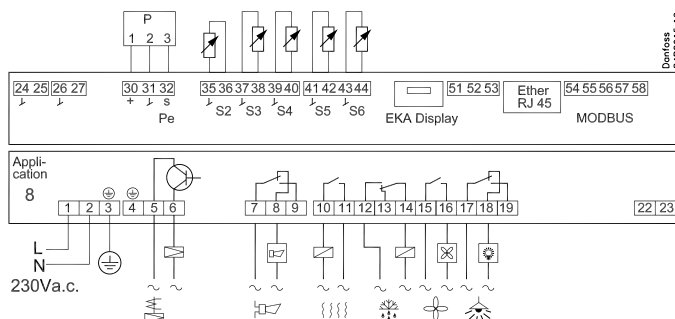 P
1 2 3
Danfoss
24 25 26 27 30 31 32 35 36 37 38 39 40 41 42 43 44 51 52 53 Ether RJ 45 54 55 56 57 58
+ s S2 S3 S4 S5 S6
Pe EKA Display MODBUS
Appli-
cation
8
1 2 3 4 5 6 7 8 9 10 11 12 13 14 15 16 17 18 19 22 23
L
N
230Va.c.